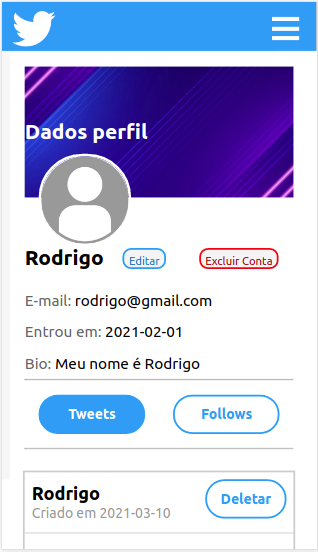 Dados perfil
Rodrigo Editar Excluir Conta
E-mail: rodrigo@gmail.com
Entrou em: 2021-02-01
Bio: Meu nome é Rodrigo
Tweets Follows
Rodrigo Deletar
Criado em 2021-03-10